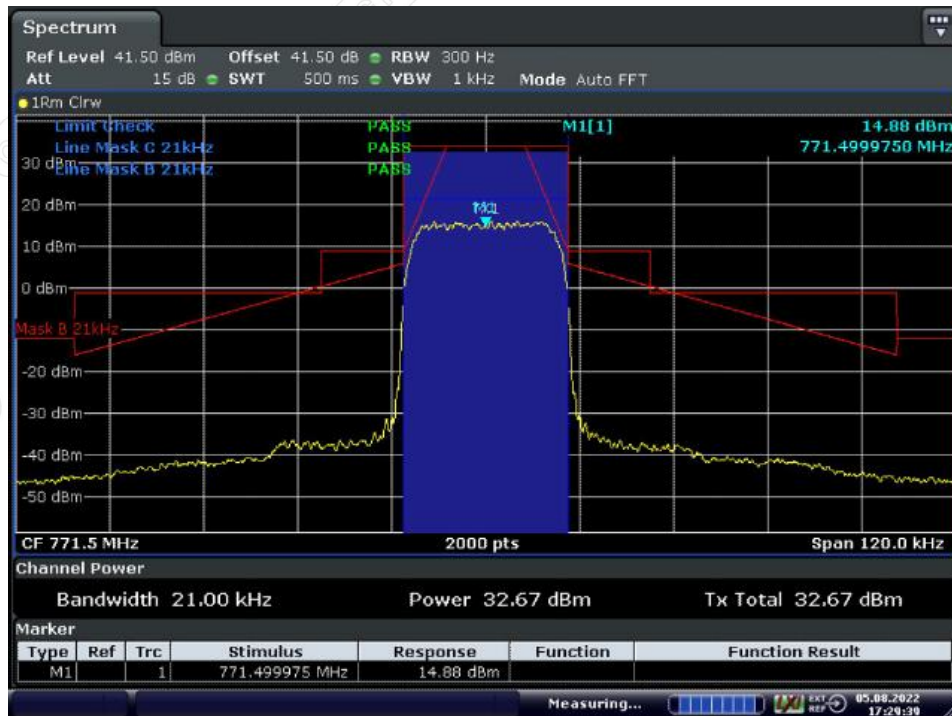 Spectrum
Ref Level 41.50 dBm Offset 41.50 dB RBW 300 Hz
Att 15 dB SWT 500 ms VBW 1 kHz Mode Auto FFT
1Rm Clrw
Limit Check PASS M1[1] 14.88 dBm
Line Mask C 21kHz PASS 771.4999750 MHz
30 dBm
Line Mask B 21kHz PASS
20 dBm
M1
10 dBm
0 dBm
Mask B 21kHz
-20 dBm
-30 dBm
-40 dBm
-50 dBm
CF 771.5 MHz 2000 pts Span 120.0 kHz
Channel Power
Bandwidth 21.00 kHz Power 32.67 dBm Tx Total 32.67 dBm
Marker
Type Ref Trc Stimulus Response Function Function Result
M1 1 771.499975 MHz 14.88 dBm
Measuring... EXT REF 05.08.2022
17:29:39